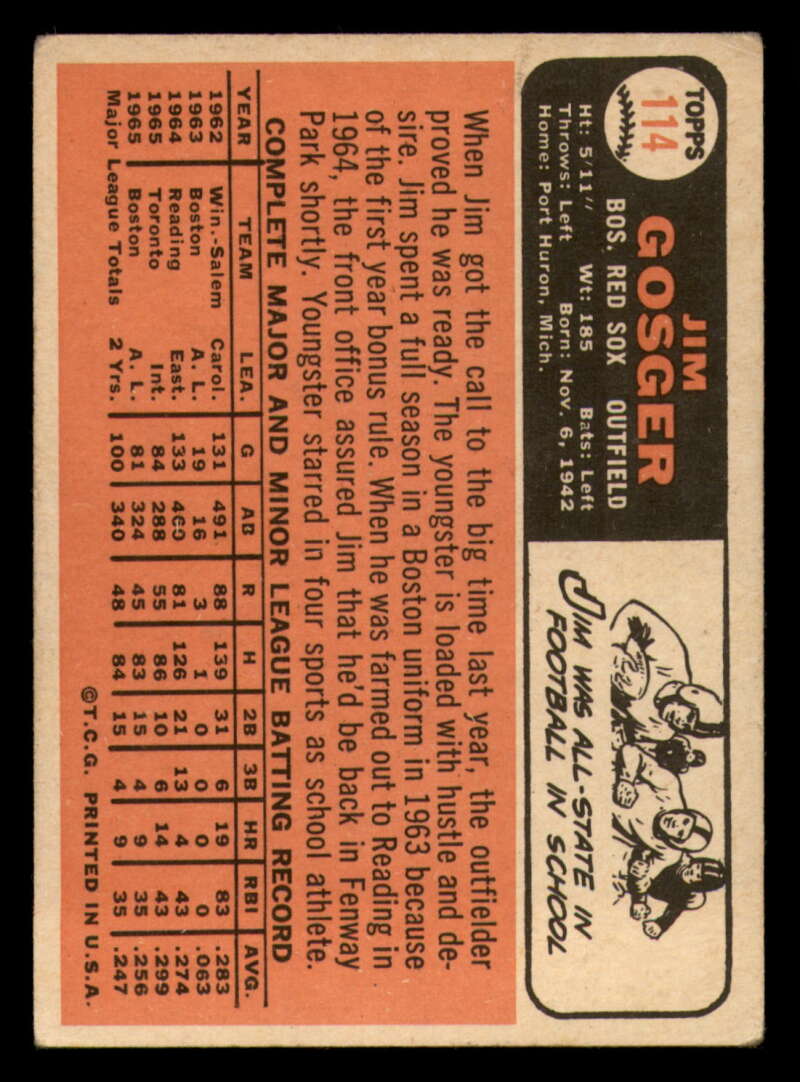 TOPPS
114
JIM
GOSGER
BOS. RED SOX OUTFIELD
Ht: 5/11" Wt: 185 Bats: Left
Throws: Left Born: Nov. 6, 1942
Home: Port Huron, Mich.
JIM WAS ALL-STATE IN
FOOTBALL IN SCHOOL
When Jim got the call to the big time last year, the outfielder
proved he was ready. The youngster is loaded with hustle and de-
sire. Jim spent a full season in a Boston uniform in 1963 because
of the first year bonus rule. When he was farmed out to Reading in
1964, the front office assured Jim that he'd be back in Fenway
Park shortly. Youngster starred in four sports as school athlete.
COMPLETE MAJOR AND MINOR LEAGUE BATTING RECORD
YEAR TEAM LEA. G AB R H 2B 3B HR RBI AVG.
1962 Win.-Salem Carol. 131 491 88 139 31 6 19 83 .283
1963 Boston A. L. 19 16 3 1 0 0 0 0 .063
1964 Reading East. 133 460 81 126 21 13 4 43 .274
1965 Toronto Int. 84 288 55 86 10 6 14 43 .299
1965 Boston A. L. 81 324 45 83 15 4 9 35 .256
Major League Totals 2 Yrs. 100 340 48 84 15 4 9 35 .247
©T.C.G. PRINTED IN U.S.A.